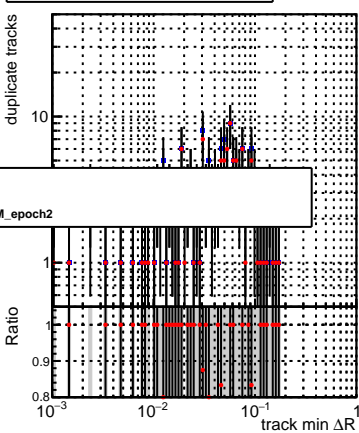 duplicate tracks
10
M_epoch2
1
Ratio
1
0.9
0.8
10⁻³ 10⁻² 10⁻¹ 1
track min ΔR